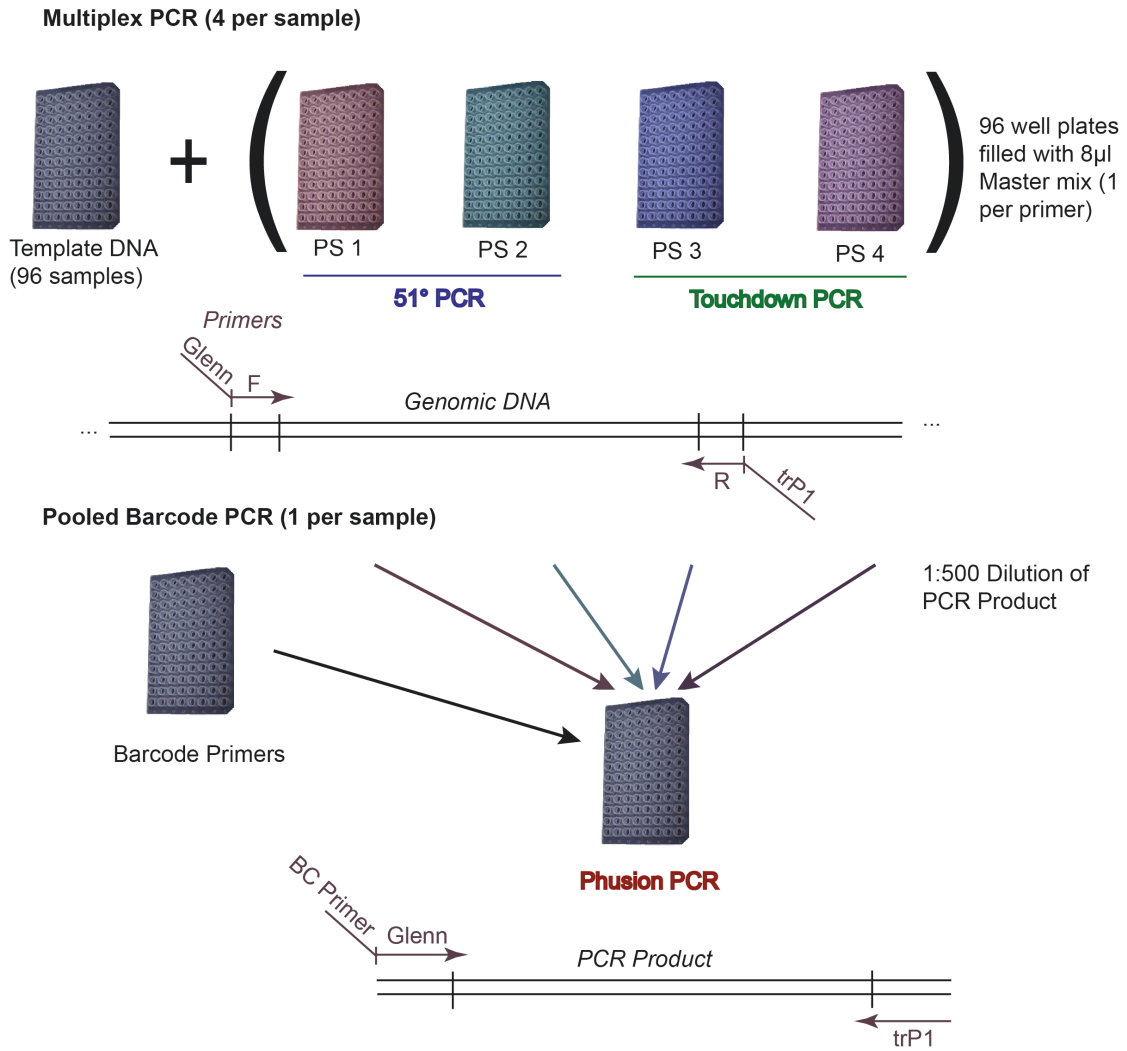 Multiplex PCR (4 per sample)
96 well plates
filled with 8µl
Master mix (1
per primer)
Template DNA
(96 samples)
PS 1
PS 2
PS 3
PS 4
51° PCR
Touchdown PCR
Primers
Glenn
F
Genomic DNA
...
...
R
trP1
Pooled Barcode PCR (1 per sample)
1:500 Dilution of
PCR Product
Barcode Primers
Phusion PCR
BC Primer
Glenn
PCR Product
trP1